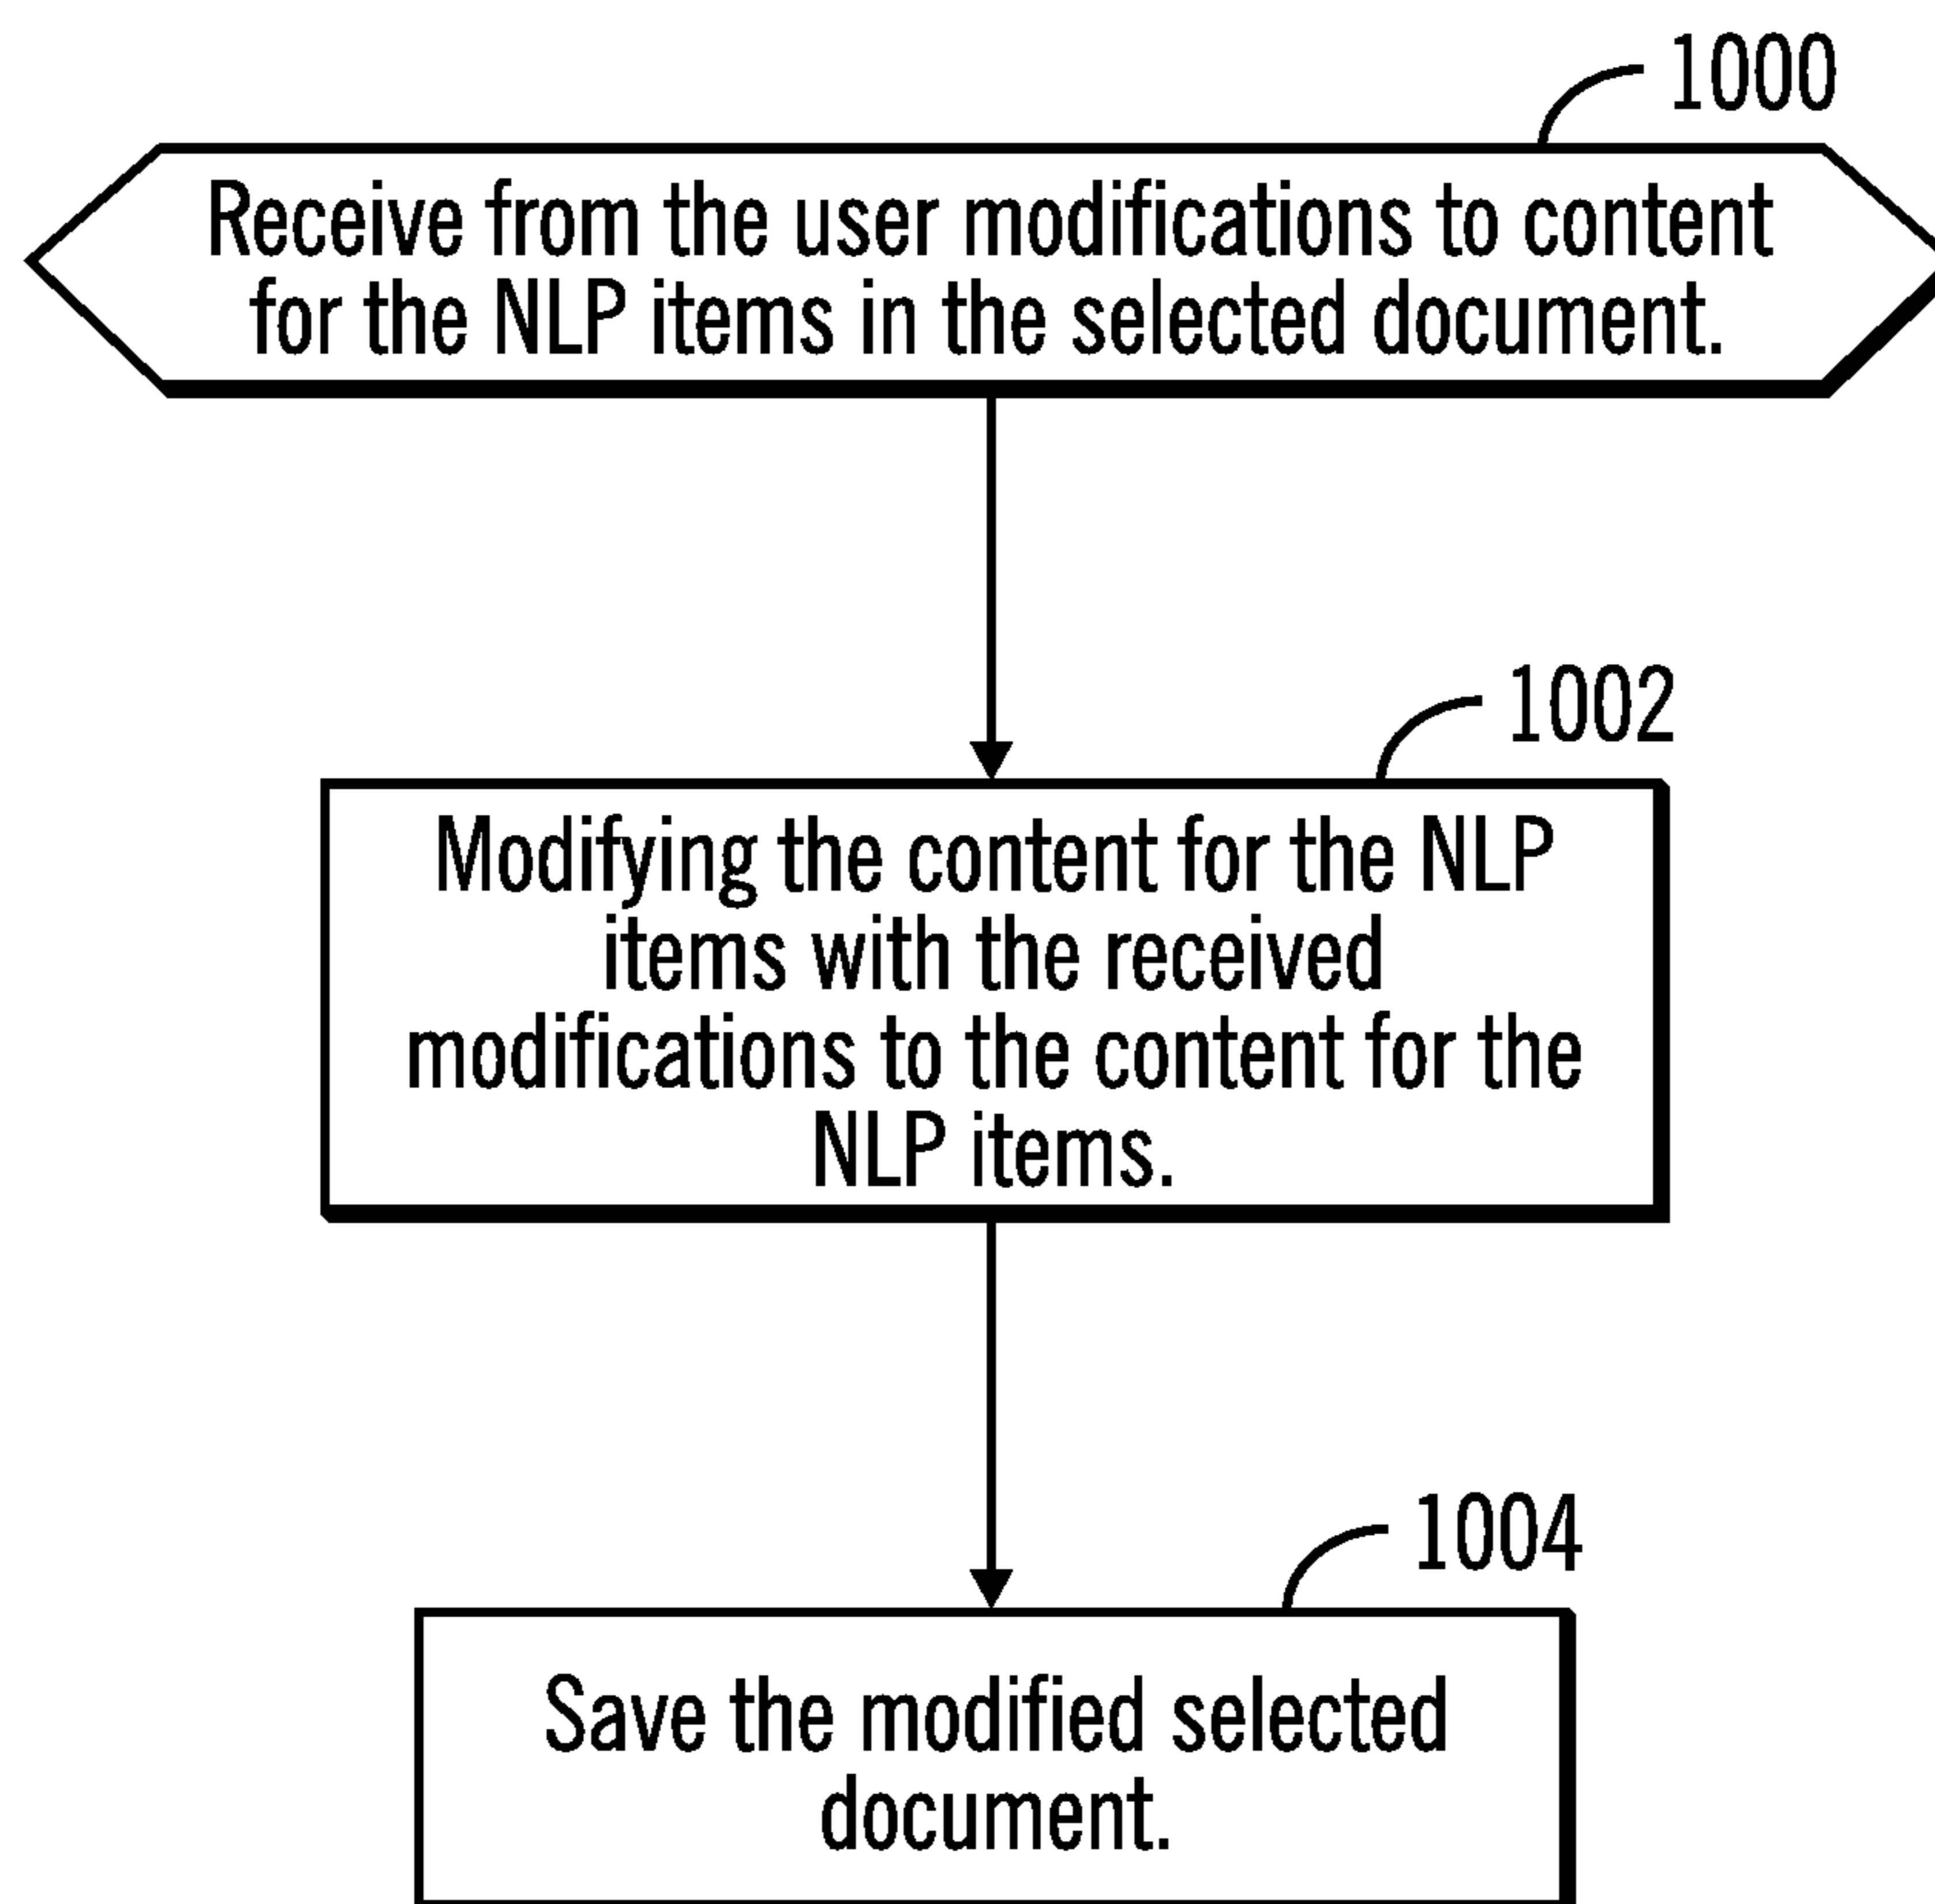 1000
Receive from the user modifications to content
for the NLP items in the selected document.
1002
Modifying the content for the NLP
items with the received
modifications to the content for the
NLP items.
1004
Save the modified selected
document.